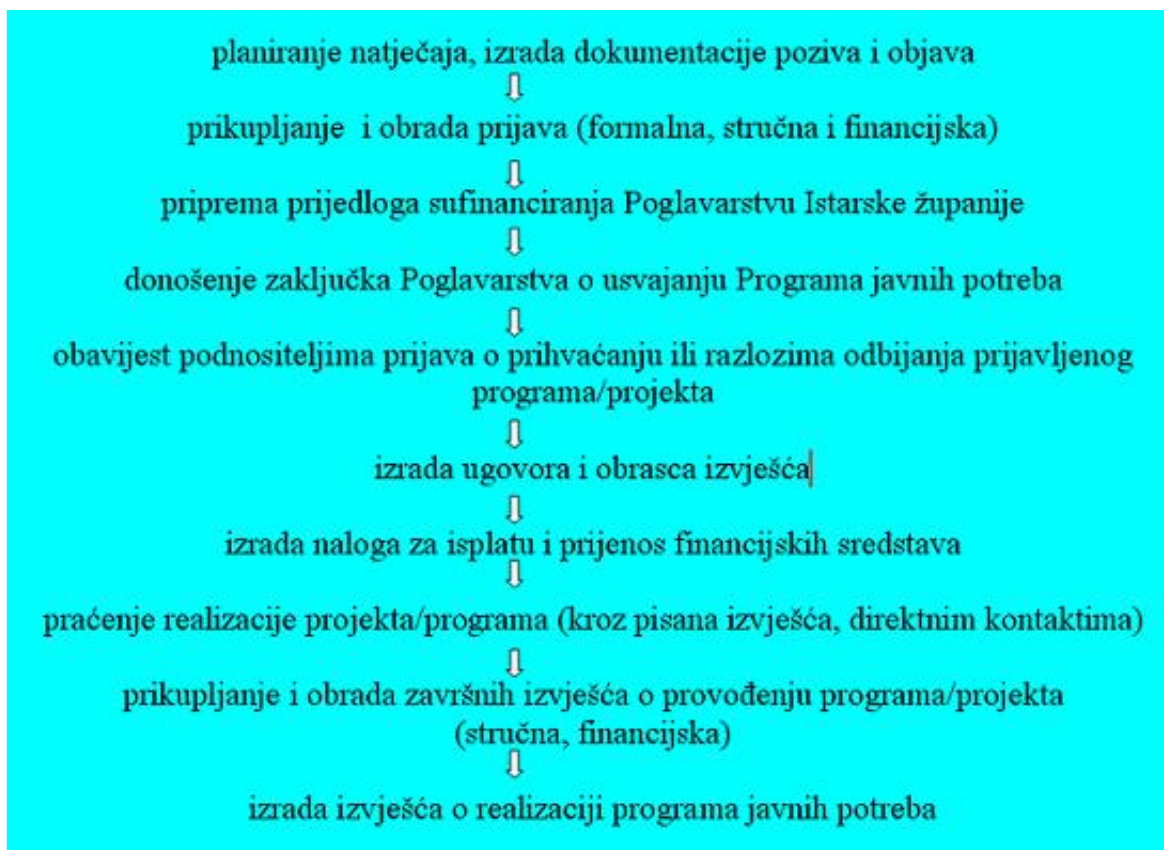 planiranje natječaja, izrada dokumentacije poziva i objava
prikupljanje i obrada prijava (formalna, stručna i financijska)
priprema prijedloga sufinanciranja Poglavarstvu Istarske županije
donošenje zaključka Poglavarstva o usvajanju Programa javnih potreba
obavijest podnositeljima prijava o prihvaćanju ili razlozima odbijanja prijavljenog
programa/projekta
izrada ugovora i obrasca izvješća
izrada naloga za isplatu i prijenos financijskih sredstava
praćenje realizacije projekta/programa (kroz pisana izvješća, direktnim kontaktima)
prikupljanje i obrada završnih izvješća o provođenju programa/projekta
(stručna, financijska)
izrada izvješća o realizaciji programa javnih potreba